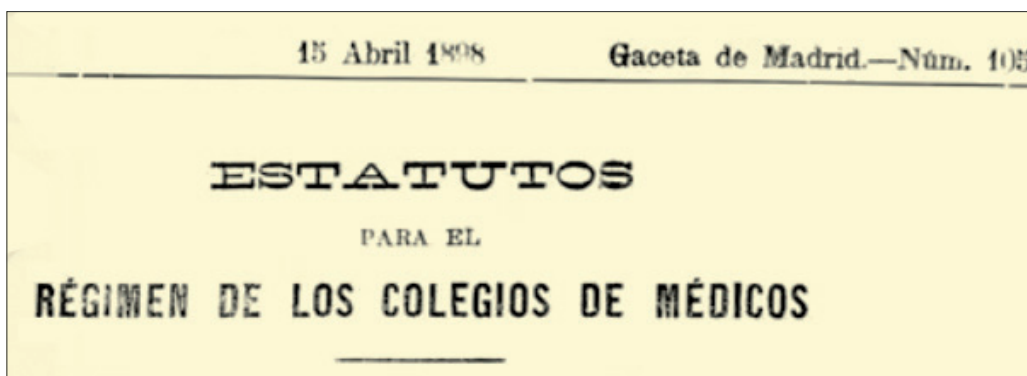 15 Abril 1898 Gaceta de Madrid.—Núm. 105
ESTATUTOS
PARA EL
RÉGIMEN DE LOS COLEGIOS DE MÉDICOS